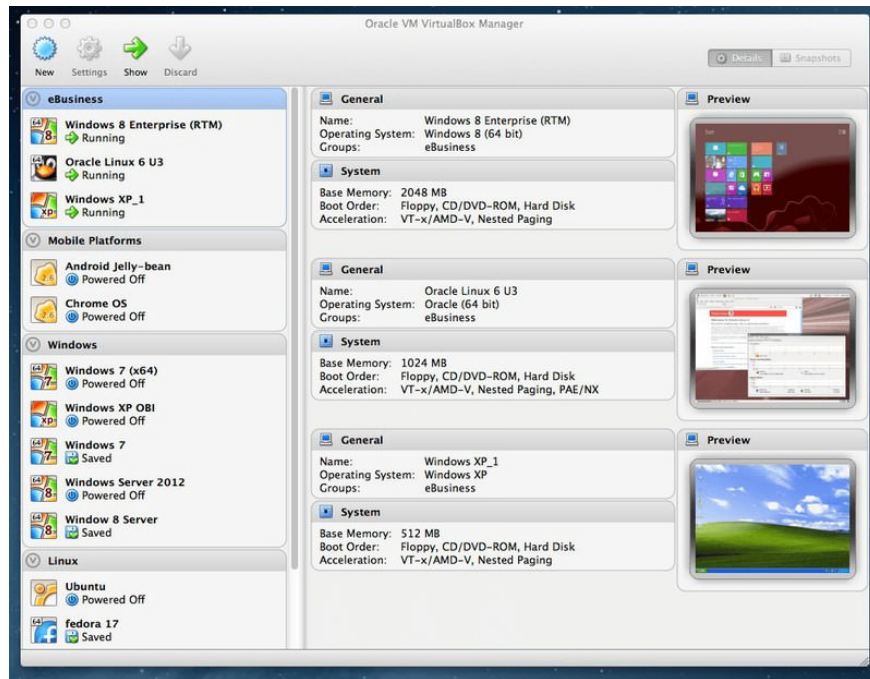 Oracle VM VirtualBox Manager
New Settings Show Discard
Details Snapshots
eBusiness
Windows 8 Enterprise (RTM)
Running
Oracle Linux 6 U3
Running
Windows XP_1
Running
Mobile Platforms
Android Jelly-bean
Powered Off
Chrome OS
Powered Off
Windows
Windows 7 (x64)
Powered Off
Windows XP OBI
Powered Off
Windows 7
Saved
Windows Server 2012
Powered Off
Window 8 Server
Saved
Linux
Ubuntu
Powered Off
fedora 17
Saved
General
Name: Windows 8 Enterprise (RTM)
Operating System: Windows 8 (64 bit)
Groups: eBusiness
System
Base Memory: 2048 MB
Boot Order: Floppy, CD/DVD-ROM, Hard Disk
Acceleration: VT-x/AMD-V, Nested Paging
Preview
General
Name: Oracle Linux 6 U3
Operating System: Oracle (64 bit)
Groups: eBusiness
System
Base Memory: 1024 MB
Boot Order: Floppy, CD/DVD-ROM, Hard Disk
Acceleration: VT-x/AMD-V, Nested Paging, PAE/NX
Preview
General
Name: Windows XP_1
Operating System: Windows XP
Groups: eBusiness
System
Base Memory: 512 MB
Boot Order: Floppy, CD/DVD-ROM, Hard Disk
Acceleration: VT-x/AMD-V, Nested Paging
Preview